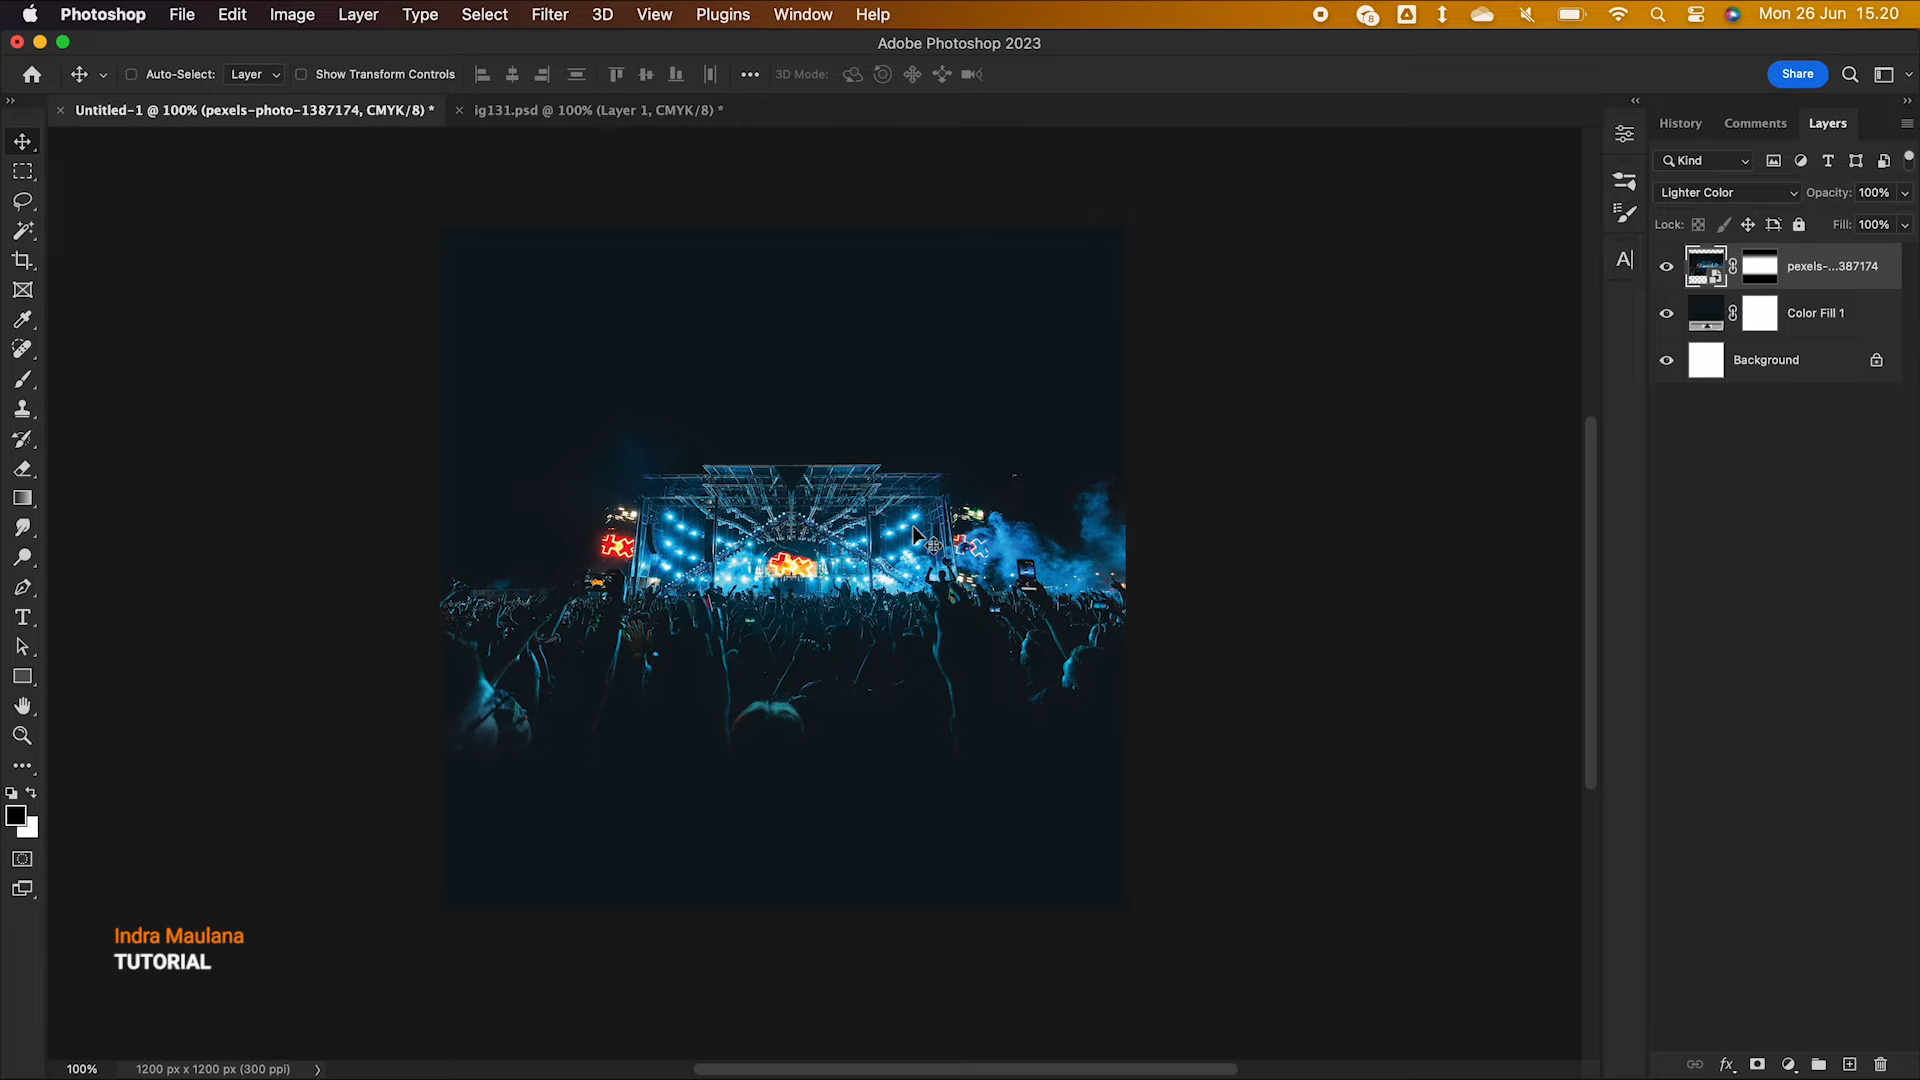 Photoshop File Edit Image Layer Type Select Filter 3D View Plugins Window Help 8 Mon 26 Jun 15.20
Adobe Photoshop 2023
Auto-Select: Layer Show Transform Controls 3D Mode: Share
Untitled-1 @ 100% (pexels-photo-1387174, CMYK/8) * ig131.psd @ 100% (Layer 1, CMYK/8) *
History Comments Layers
Kind
Lighter Color Opacity: 100%
Lock: Fill: 100%
pexels-...387174
Color Fill 1
Background
Indra Maulana
TUTORIAL
100% 1200 px x 1200 px (300 ppi)